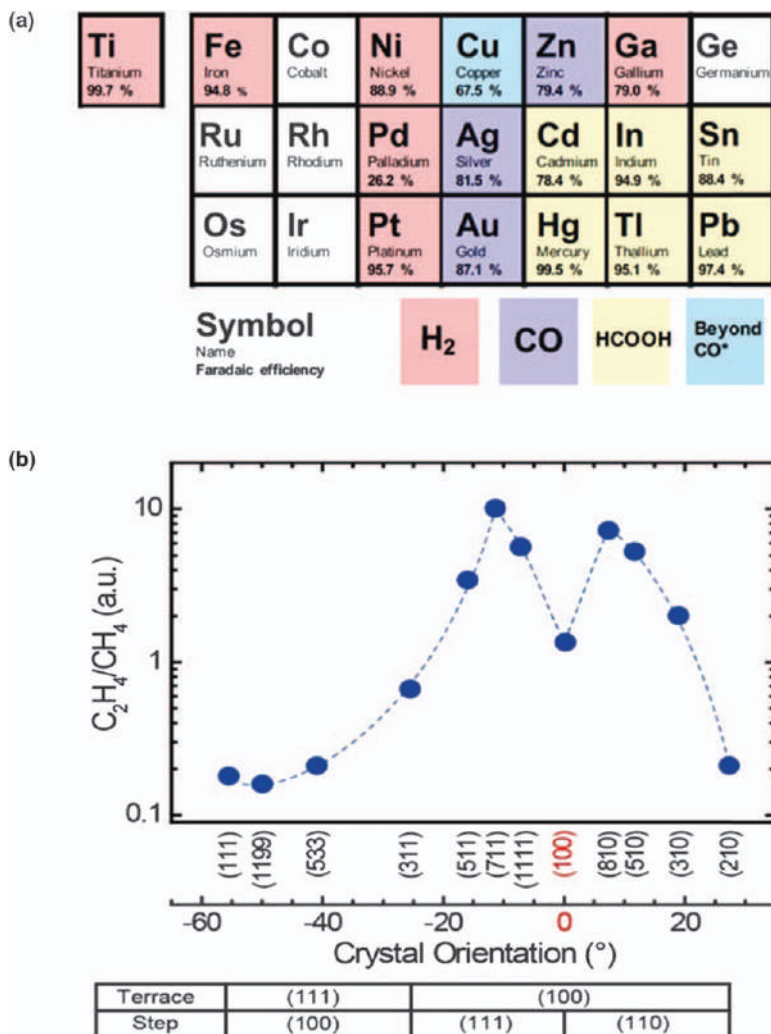 (a)
Ti Fe Co Ni Cu Zn Ga Ge
Titanium Iron Cobalt Nickel Copper Zinc Gallium Germanium
99.7 % 94.8 % 88.9 % 67.5 % 79.4 % 79.0 %
Ru Rh Pd Ag Cd In Sn
Ruthenium Rhodium Palladium Silver Cadmium Indium Tin
26.2 % 81.5 % 78.4 % 94.9 % 88.4 %
Os Ir Pt Au Hg Tl Pb
Osmium Iridium Platinum Gold Mercury Thallium Lead
95.7 % 87.1 % 99.5 % 95.1 % 97.4 %
Symbol
Name
Faradaic efficiency
H2
CO
HCOOH
Beyond
CO*
(b)
C2H4/CH4 (a.u.)
10
1
0.1
(111) (1199) (533) (311) (511) (711) (1111) (100) (810) (510) (310) (210)
-60 -40 -20 0 20
Crystal Orientation (°)
Terrace (111) (100)
Step (100) (111) (110)